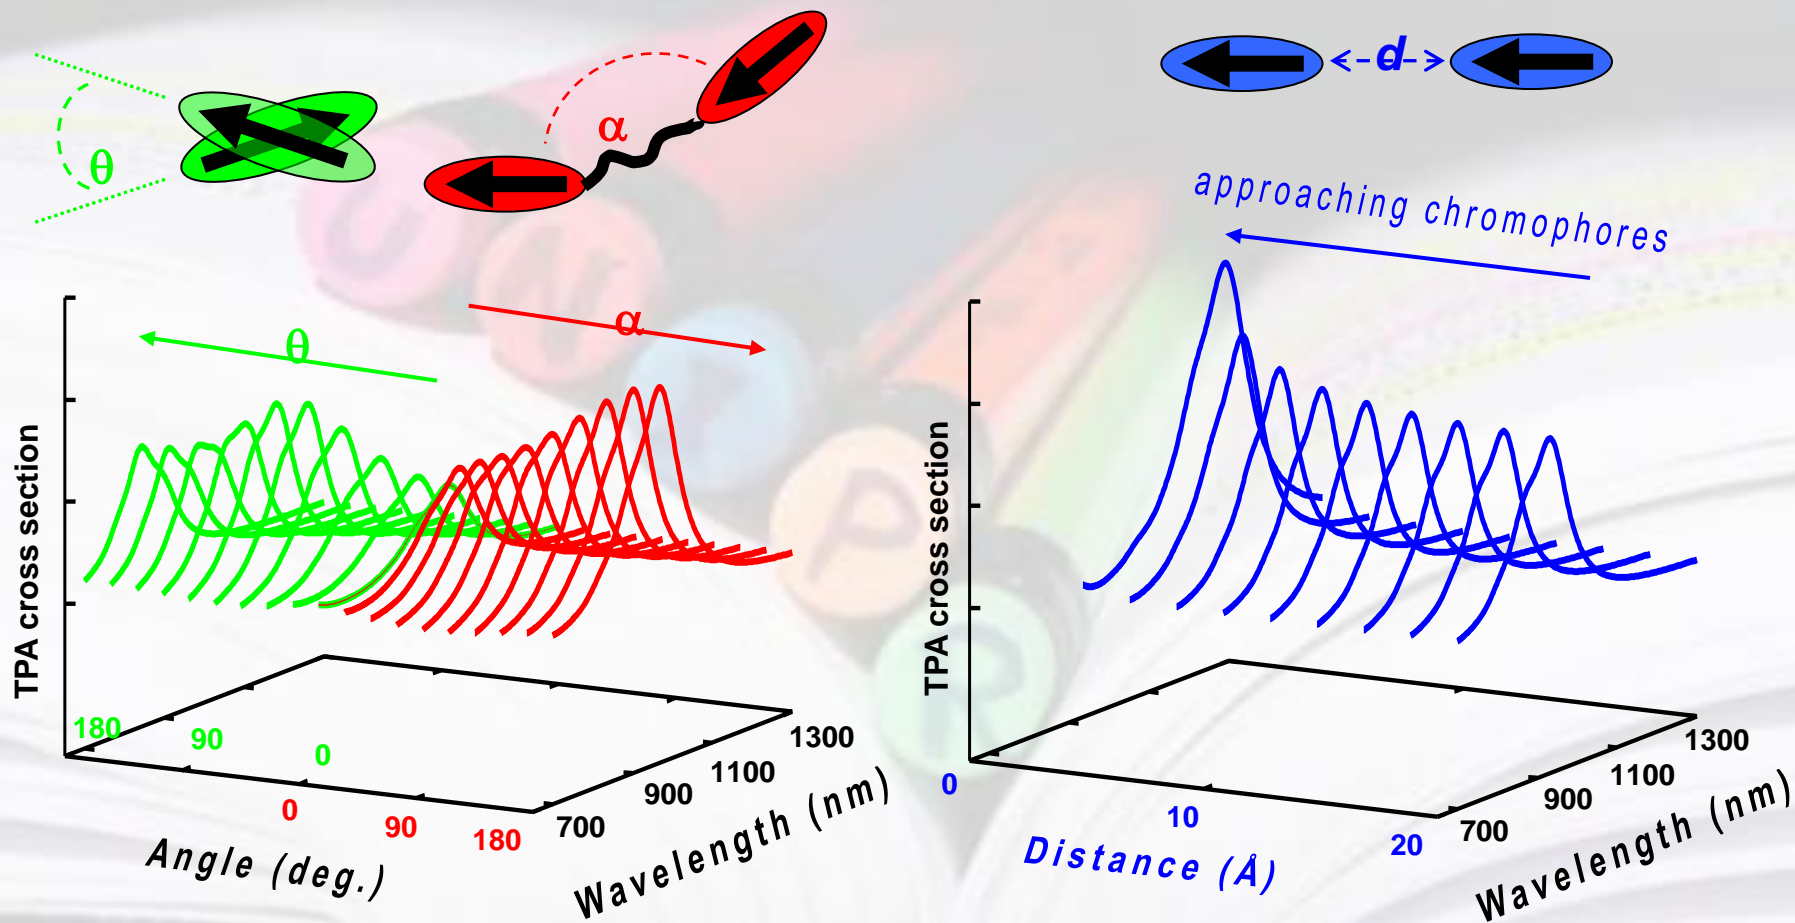 θ
α
d
approaching chromophores
θ
α
TPA cross section
180
90
0
0
90
180
700
900
1100
1300
Angle (deg.)
Wavelength (nm)
TPA cross section
0
10
20
700
900
1100
1300
Distance (Å)
Wavelength (nm)